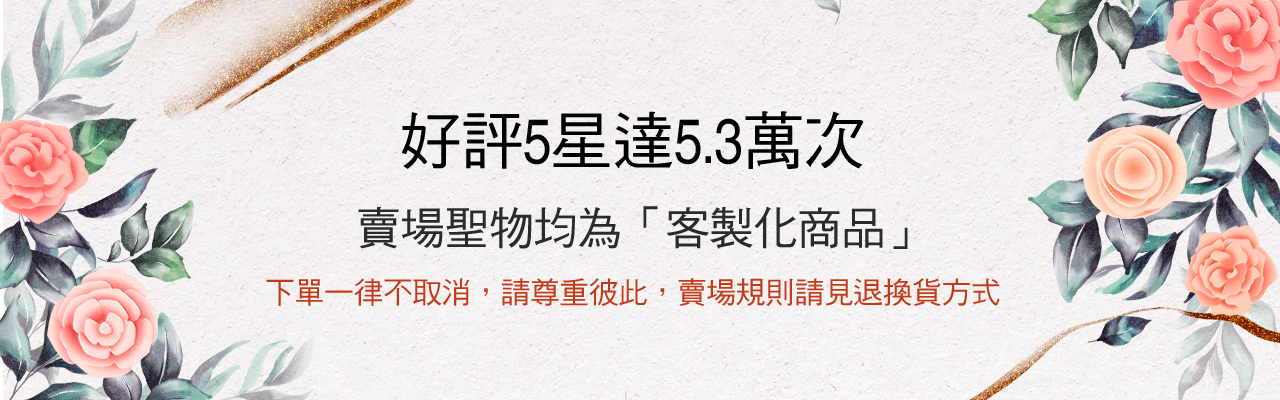 好評5星達5.3萬次
賣場聖物均為「客製化商品」
下單一律不取消，請尊重彼此，賣場規則請見退換貨方式